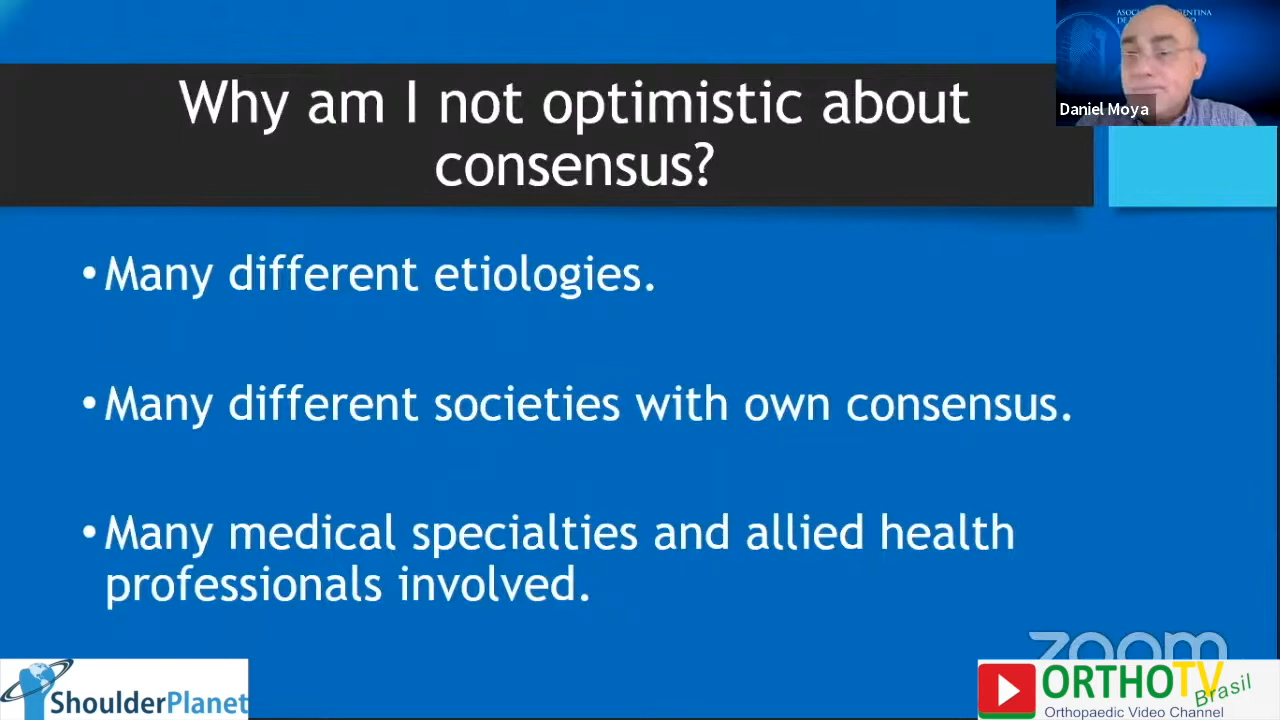 Why am I not optimistic about
consensus?
Daniel Moya
• Many different etiologies.
• Many different societies with own consensus.
• Many medical specialties and allied health
professionals involved.
zoom
ShoulderPlanet
ORTHOTV
Brasil
Orthopaedic Video Channel